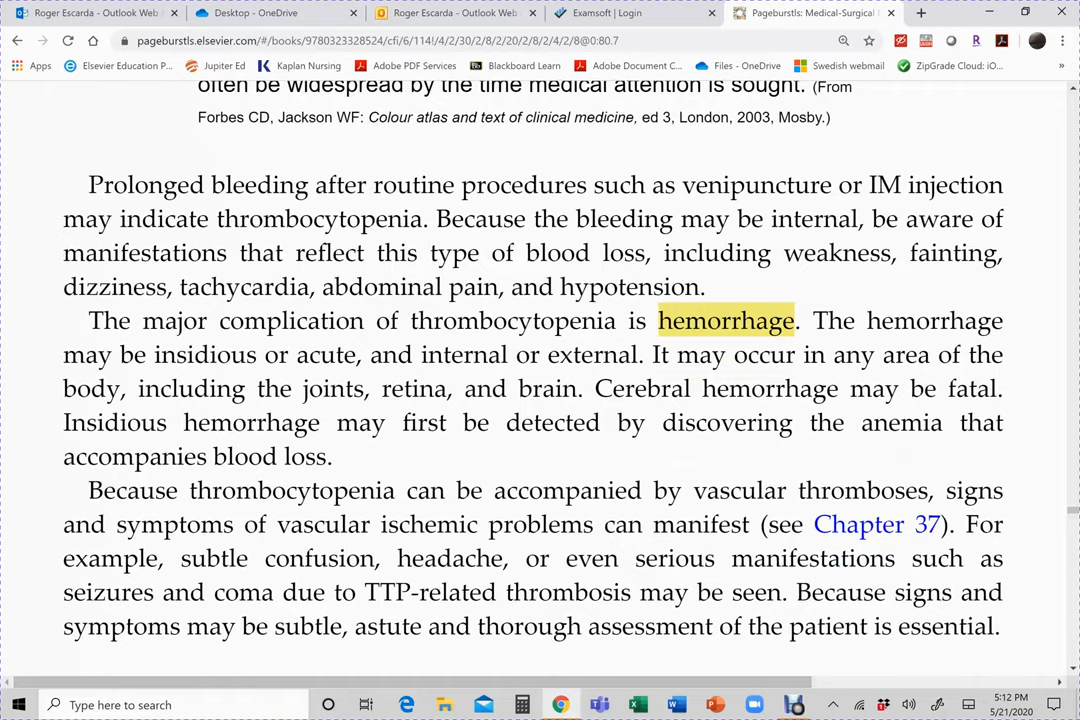 Roger Escarda - Outlook Web
Desktop - OneDrive
Roger Escarda - Outlook Web
Examsoft | Login
Pageburstls: Medical-Surgical
pageburstls.elsevier.com/#/books/9780323328524/cfi/6/114!/4/2/30/2/8/2/20/2/8/2/4/2/8@0:80.7
Apps Elsevier Education P... Jupiter Ed Kaplan Nursing Adobe PDF Services Blackboard Learn Adobe Document C... Files - OneDrive Swedish webmail ZipGrade Cloud: iO... »
often be widespread by the time medical attention is sought. (From
Forbes CD, Jackson WF: Colour atlas and text of clinical medicine, ed 3, London, 2003, Mosby.)
Prolonged bleeding after routine procedures such as venipuncture or IM injection
may indicate thrombocytopenia. Because the bleeding may be internal, be aware of
manifestations that reflect this type of blood loss, including weakness, fainting,
dizziness, tachycardia, abdominal pain, and hypotension.
The major complication of thrombocytopenia is hemorrhage. The hemorrhage
may be insidious or acute, and internal or external. It may occur in any area of the
body, including the joints, retina, and brain. Cerebral hemorrhage may be fatal.
Insidious hemorrhage may first be detected by discovering the anemia that
accompanies blood loss.
Because thrombocytopenia can be accompanied by vascular thromboses, signs
and symptoms of vascular ischemic problems can manifest (see Chapter 37). For
example, subtle confusion, headache, or even serious manifestations such as
seizures and coma due to TTP-related thrombosis may be seen. Because signs and
symptoms may be subtle, astute and thorough assessment of the patient is essential.
Type here to search
5:12 PM
5/21/2020